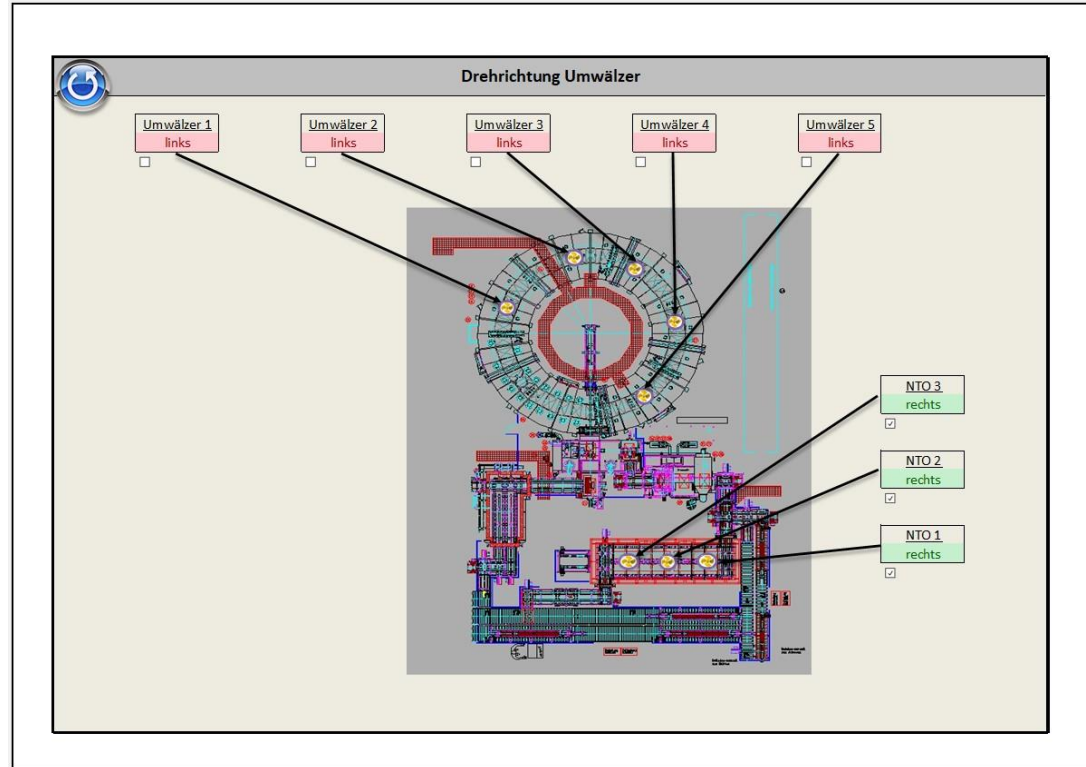 Drehrichtung Umwälzer
Umwälzer 1
links
Umwälzer 2
links
Umwälzer 3
links
Umwälzer 4
links
Umwälzer 5
links
NTO 3
rechts
NTO 2
rechts
NTO 1
rechts